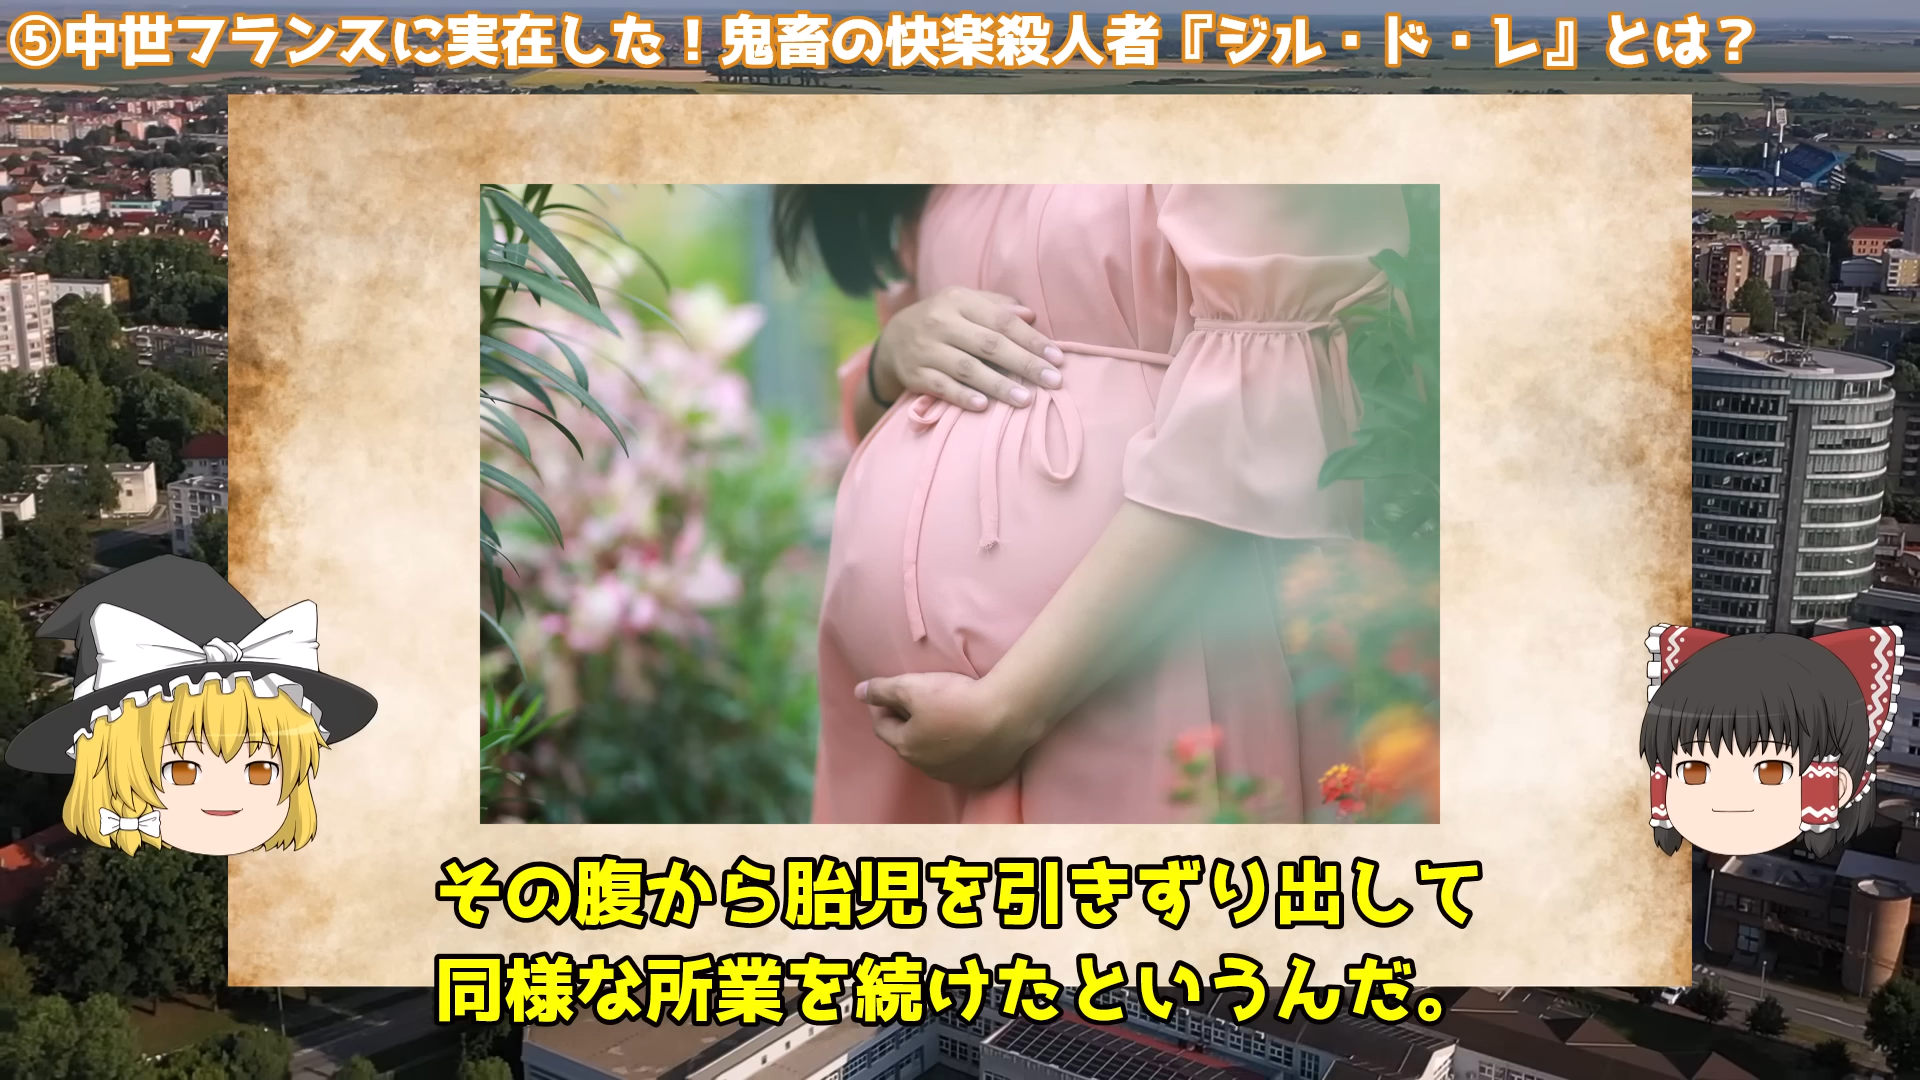 ⑤中世フランスに実在した！鬼畜の快楽殺人者『ジル・ド・レ』とは？
その腹から胎児を引きずり出して
同様な所業を続けたというんだ。